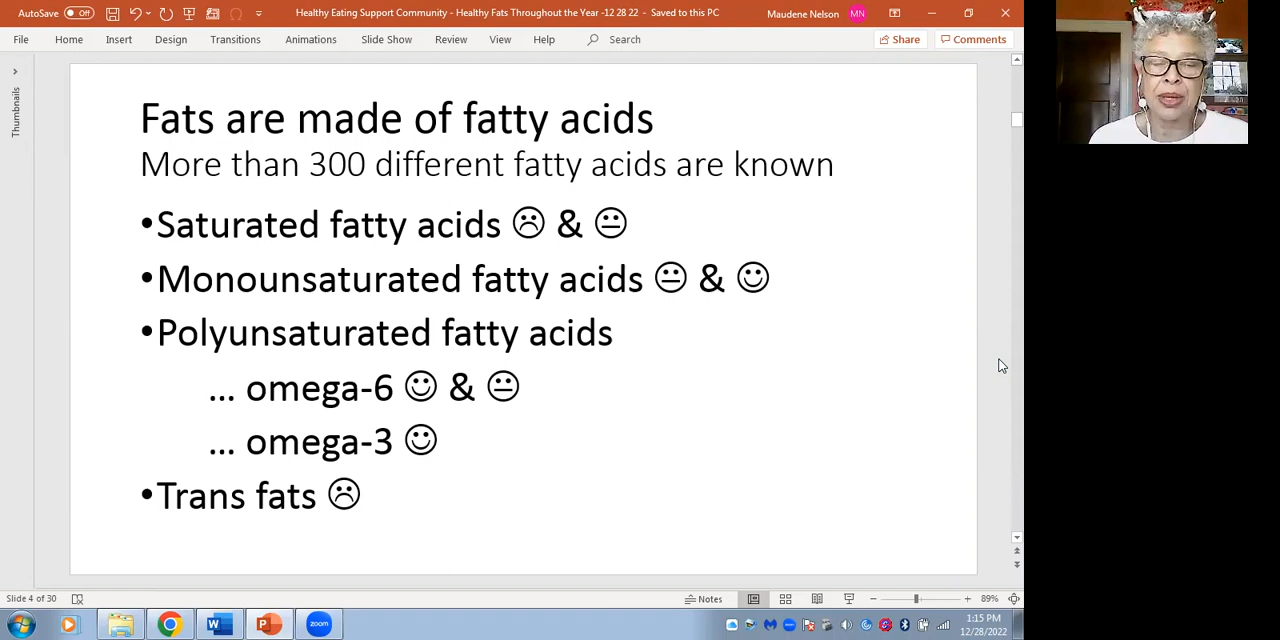 AutoSave Off
Healthy Eating Support Community - Healthy Fats Throughout the Year -12 28 22 - Saved to this PC
Maudene Nelson MN
File Home Insert Design Transitions Animations Slide Show Review View Help Search Share Comments
Thumbnails
Fats are made of fatty acids
More than 300 different fatty acids are known
•Saturated fatty acids ☹ & 😐
•Monounsaturated fatty acids 😐 & ☺
•Polyunsaturated fatty acids
... omega-6 ☺ & 😐
... omega-3 ☺
•Trans fats ☹
Slide 4 of 30
Notes
89%
zoom
1:15 PM
12/28/2022